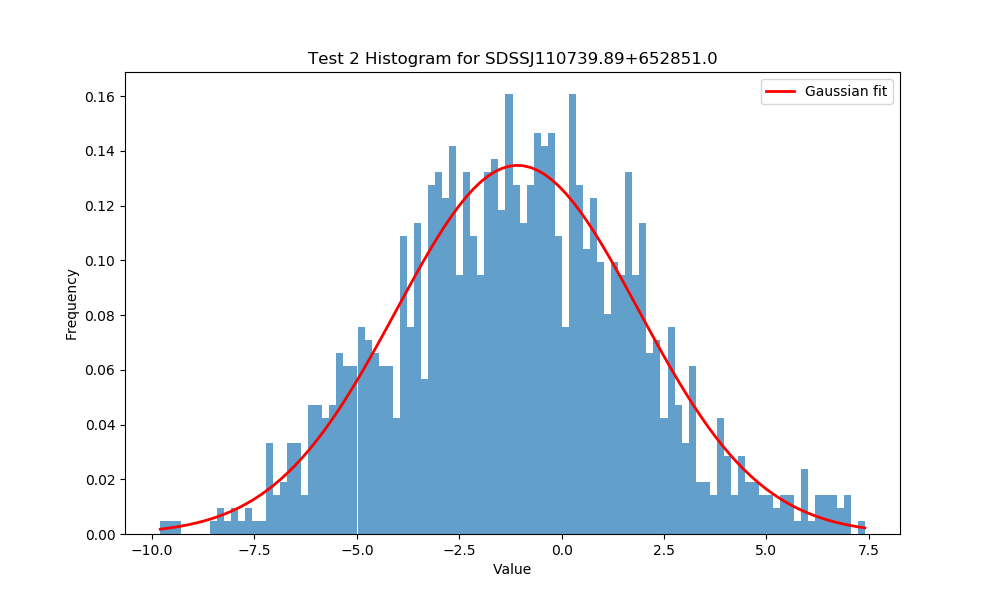 Test 2 Histogram for SDSSJ110739.89+652851.0
Gaussian fit
0.16
0.14
0.12
0.10
0.08
0.06
0.04
0.02
0.00
Frequency
−10.0 −7.5 −5.0 −2.5 0.0 2.5 5.0 7.5
Value